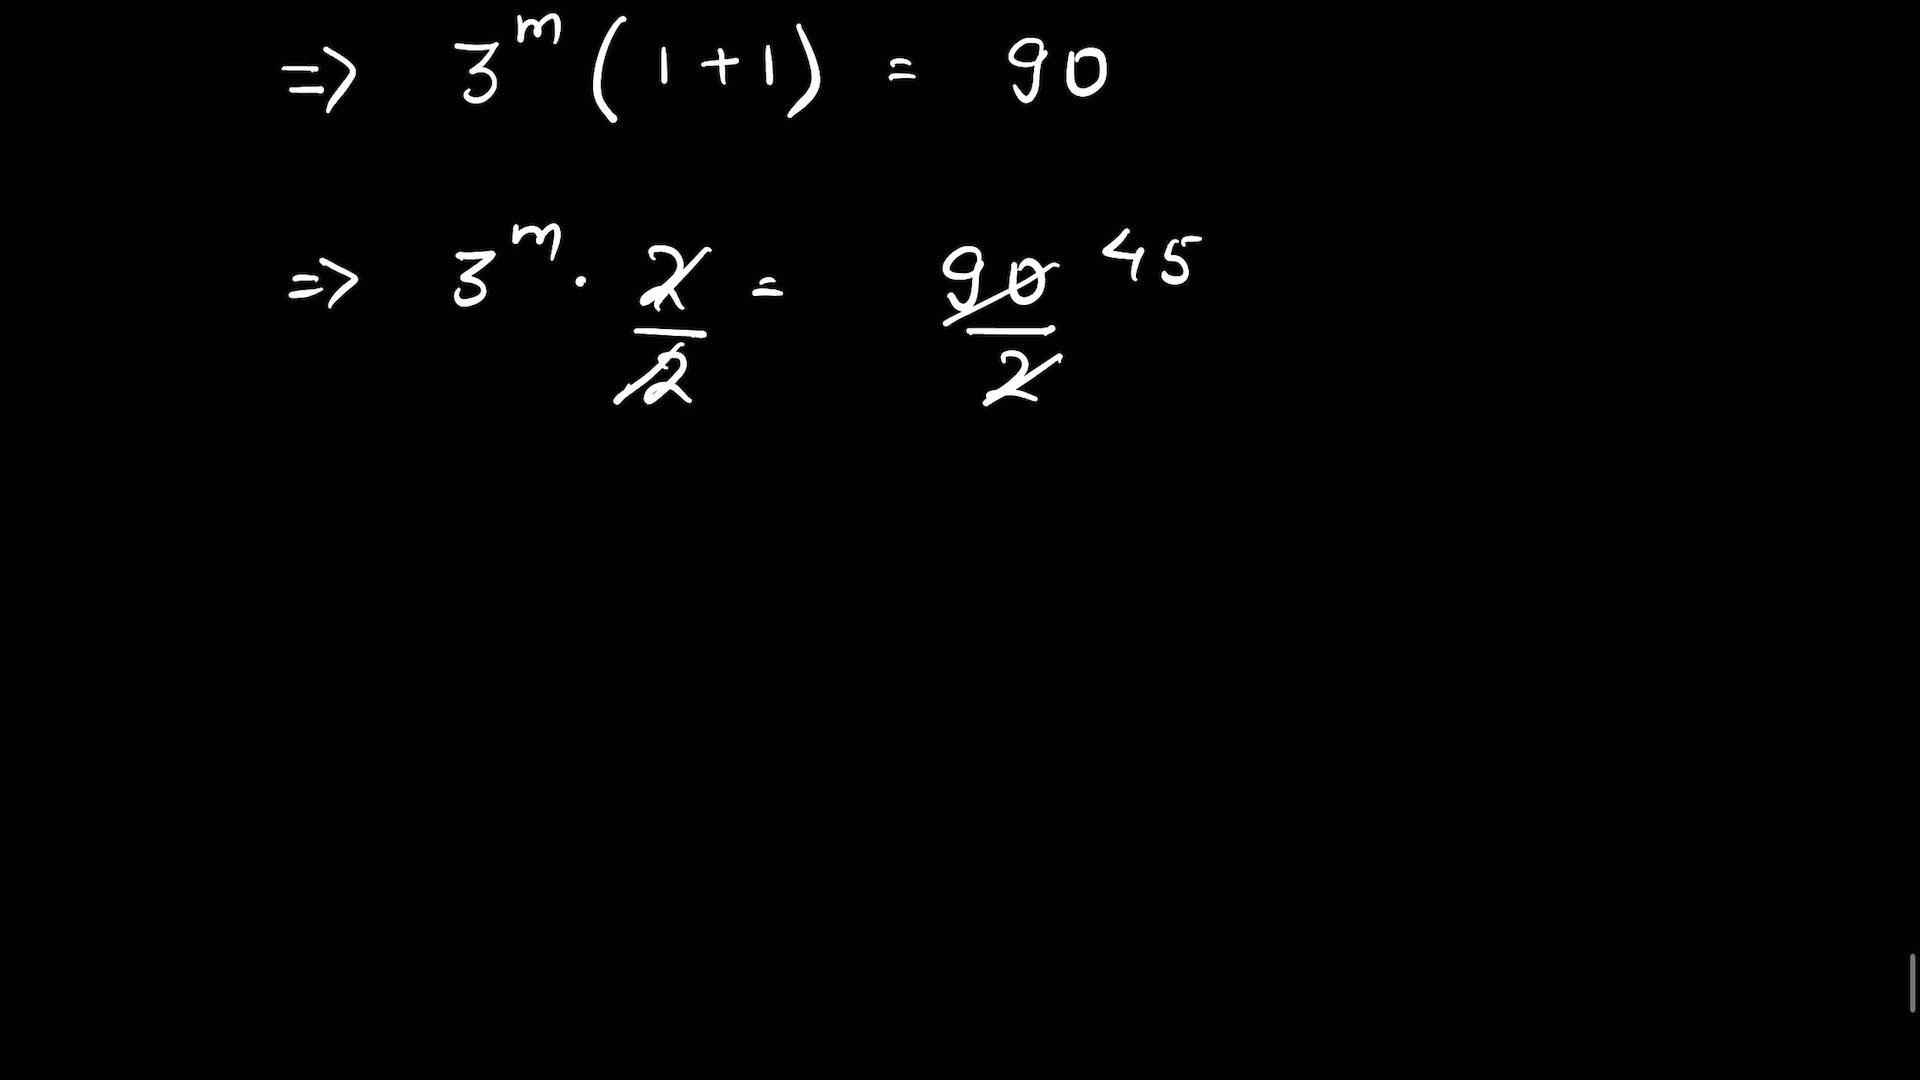 => 3^m (1+1) = 90
=> 3^m · 2/2 = 90/2 45